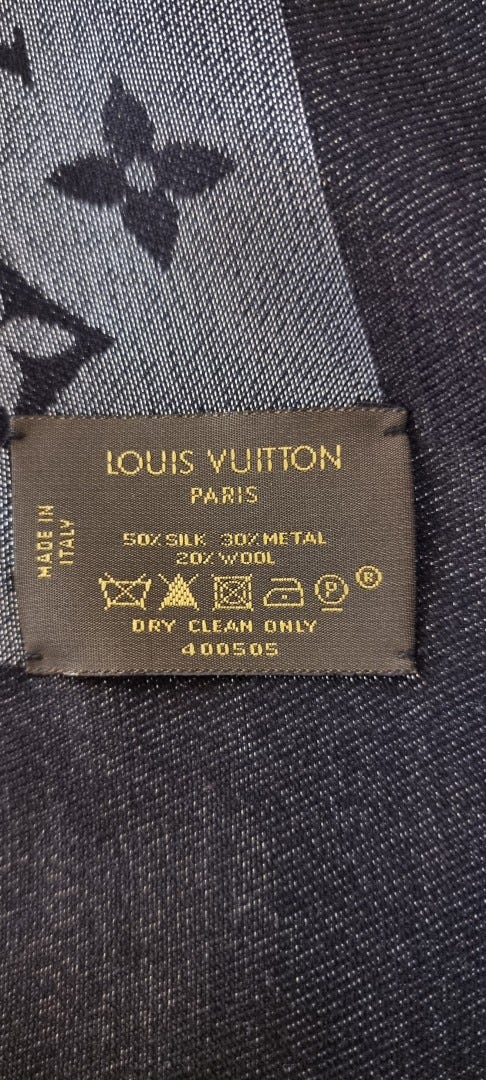 LOUIS VUITTON
PARIS
MADE IN
ITALY
50% SILK 30% METAL
20% WOOL
P ®
DRY CLEAN ONLY
400505